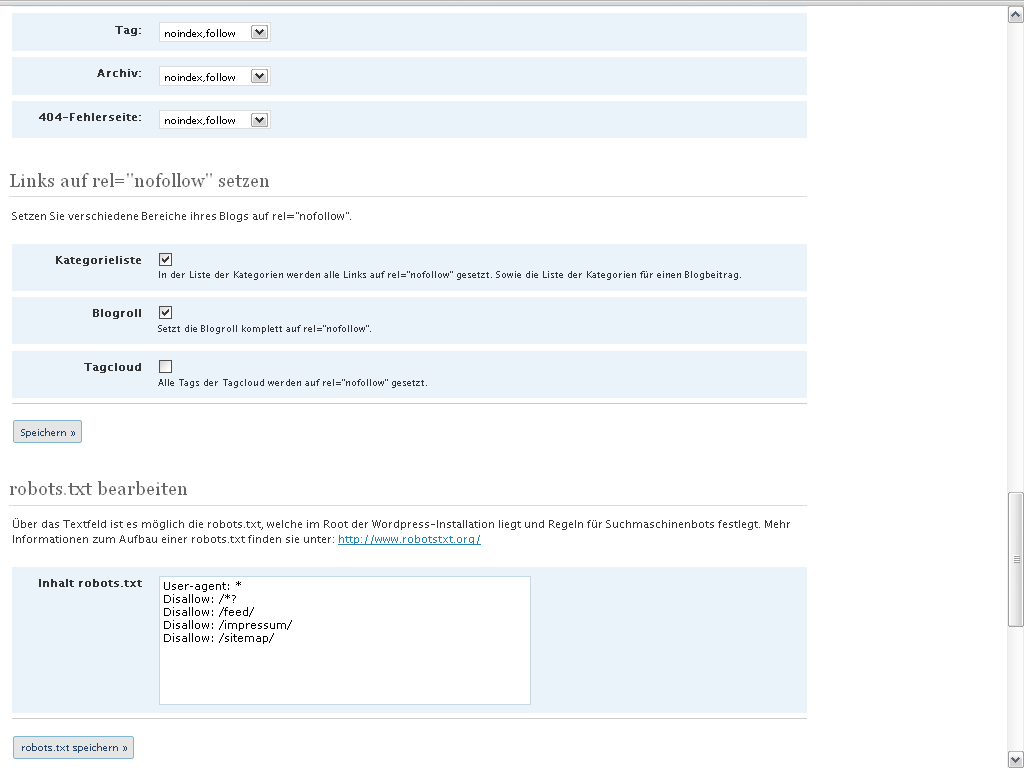 Tag: noindex,follow
Archiv: noindex,follow
404-Fehlerseite: noindex,follow
Links auf rel="nofollow" setzen
Setzen Sie verschiedene Bereiche ihres Blogs auf rel="nofollow".
Kategorieliste
In der Liste der Kategorien werden alle Links auf rel="nofollow" gesetzt. Sowie die Liste der Kategorien für einen Blogbeitrag.
Blogroll
Setzt die Blogroll komplett auf rel="nofollow".
Tagcloud
Alle Tags der Tagcloud werden auf rel="nofollow" gesetzt.
Speichern »
robots.txt bearbeiten
Über das Textfeld ist es möglich die robots.txt, welche im Root der Wordpress-Installation liegt und Regeln für Suchmaschinenbots festlegt. Mehr
Informationen zum Aufbau einer robots.txt finden sie unter: http://www.robotstxt.org/
Inhalt robots.txt
User-agent: *
Disallow: /*?
Disallow: /feed/
Disallow: /impressum/
Disallow: /sitemap/
robots.txt speichern »